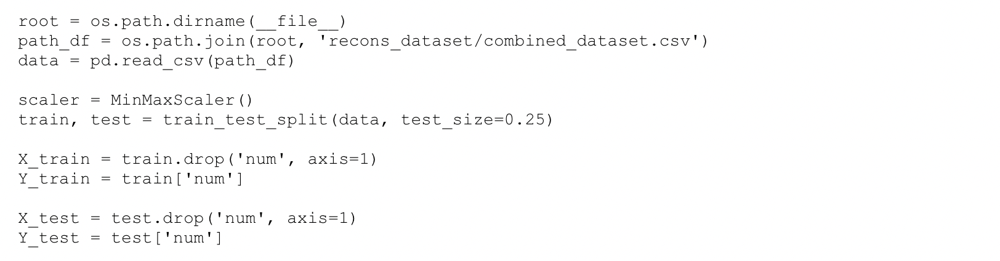 root = os.path.dirname(__file__)
path_df = os.path.join(root, 'recons_dataset/combined_dataset.csv')
data = pd.read_csv(path_df)
scaler = MinMaxScaler()
train, test = train_test_split(data, test_size=0.25)
X_train = train.drop('num', axis=1)
Y_train = train['num']
X_test = test.drop('num', axis=1)
Y_test = test['num']